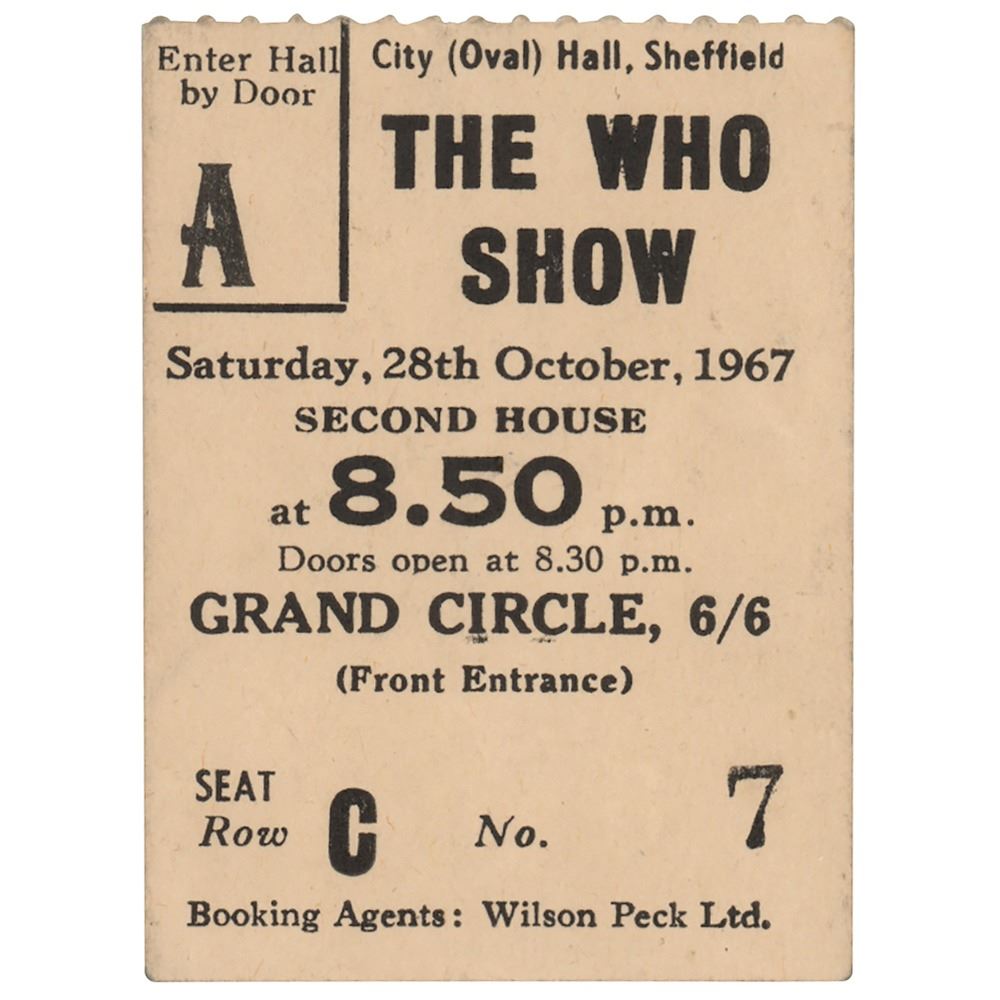 Enter Hall
by Door
A
City (Oval) Hall, Sheffield
THE WHO
SHOW
Saturday, 28th October, 1967
SECOND HOUSE
at 8.50 p.m.
Doors open at 8.30 p.m.
GRAND CIRCLE, 6/6
(Front Entrance)
SEAT
Row C No. 7
Booking Agents: Wilson Peck Ltd.